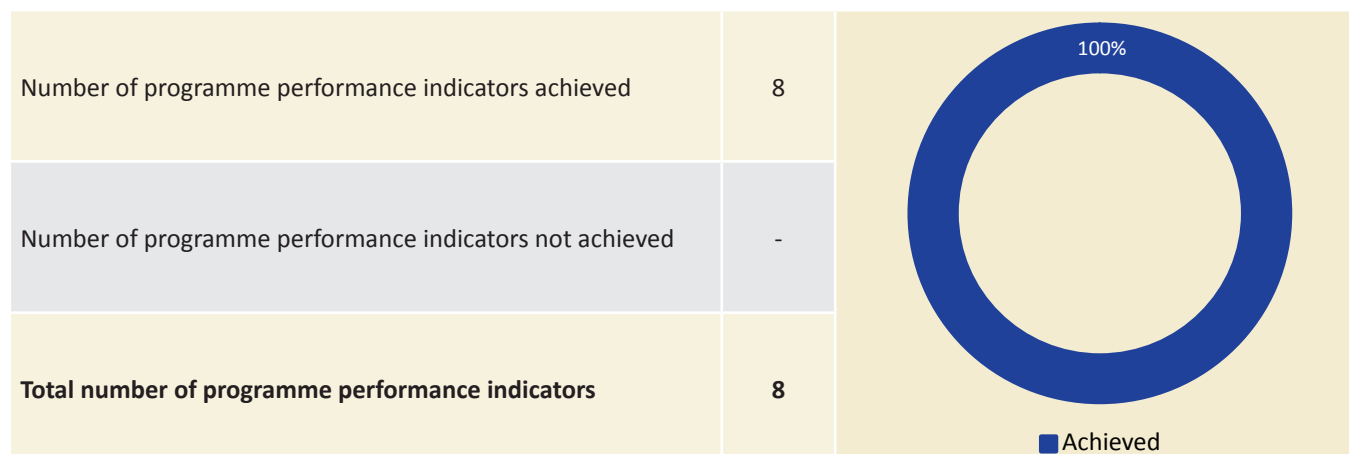 Number of programme performance indicators achieved 8
100%
Number of programme performance indicators not achieved -
Total number of programme performance indicators 8
Achieved